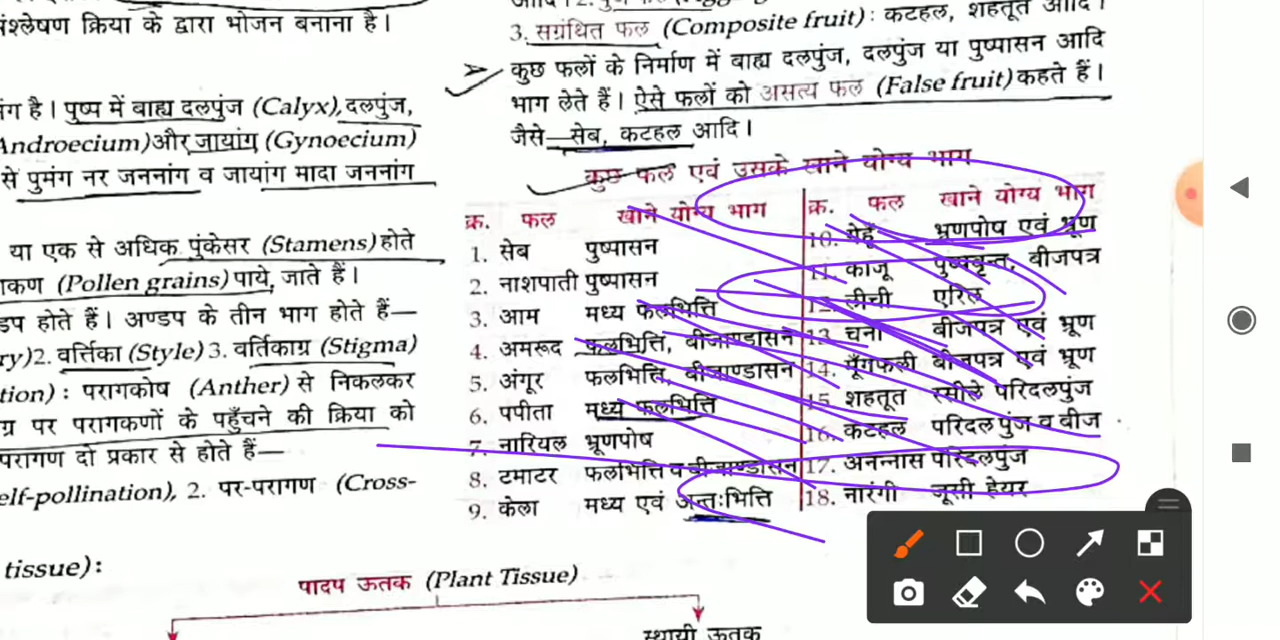 संश्लेषण क्रिया के द्वारा भोजन बनाना है।
ंग है। पुष्प में बाह्य दलपुंज (Calyx), दलपुंज,
Androecium) और जायांग (Gynoecium)
से पुमंग नर जननांग व जायांग मादा जननांग
या एक से अधिक पुंकेसर (Stamens) होते
गकण (Pollen grains) पाये, जाते हैं।
डप होते हैं। अण्डप के तीन भाग होते हैं—
ry) 2. वर्त्तिका (Style) 3. वर्तिकाग्र (Stigma)
tion) : परागकोष (Anther) से निकलकर
ग्र पर परागकणों के पहुँचने की क्रिया को
परागण दो प्रकार से होते हैं—
elf-pollination), 2. पर-परागण (Cross-
3. सग्रंथित फल (Composite fruit) : कटहल, शहतूत आदि।
कुछ फलों के निर्माण में बाह्य दलपुंज, दलपुंज या पुष्पासन आदि
भाग लेते हैं। ऐसे फलों को असत्य फल (False fruit) कहते हैं।
जैसे—सेब, कटहल आदि।
कुछ फल एवं उसके खाने योग्य भाग
क्र. फल खाने योग्य भाग
1. सेब पुष्पासन
2. नाशपाती पुष्पासन
3. आम मध्य फलभित्ति
4. अमरूद फलभित्ति, बीजाण्डासन
5. अंगूर फलभित्ति, बीजाण्डासन
6. पपीता मध्य फलभित्ति
7. नारियल भ्रूणपोष
8. टमाटर फलभित्ति व बीजाण्डासन
9. केला मध्य एवं अन्तःभित्ति
क्र. फल खाने योग्य भाग
10. गेहूँ भ्रूणपोष एवं भ्रूण
11. काजू पुष्पवृन्त, बीजपत्र
12. लीची एरिल
13. चना बीजपत्र एवं भ्रूण
14. मूँगफली बीजपत्र एवं भ्रूण
15. शहतूत रसीले परिदलपुंज
16. कटहल परिदलपुंज व बीज
17. अनन्नास परिदलपुंज
18. नारंगी जूसी हेयर
tissue):
पादप ऊतक (Plant Tissue)
स्थायी ऊतक